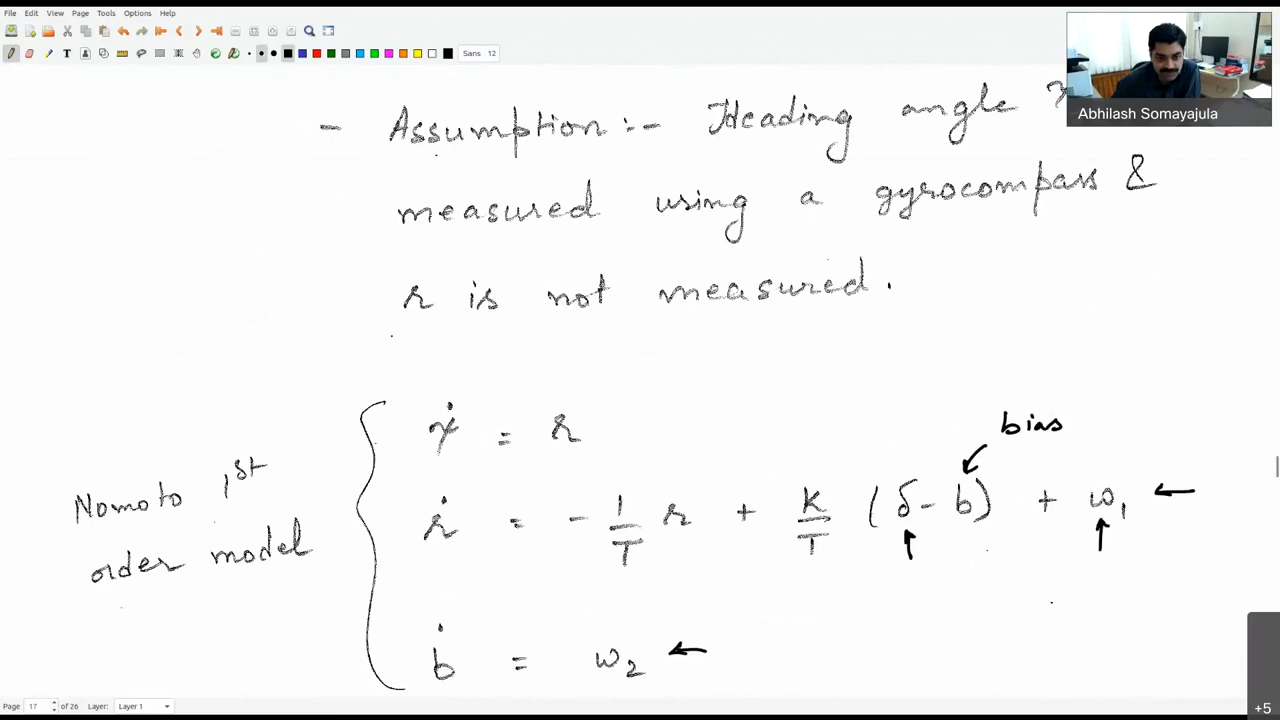 File Edit View Page Tools Options Help
Sans 12
Abhilash Somayajula
- Assumption :- Heading angle
measured using a gyrocompass &
r is not measured.
bias
Nomoto 1st
order model
ψ̇ = r
ṙ = - 1/T r + K/T (δ - b) + w₁
ḃ = w₂
Page 17 of 26 Layer: Layer 1
+5